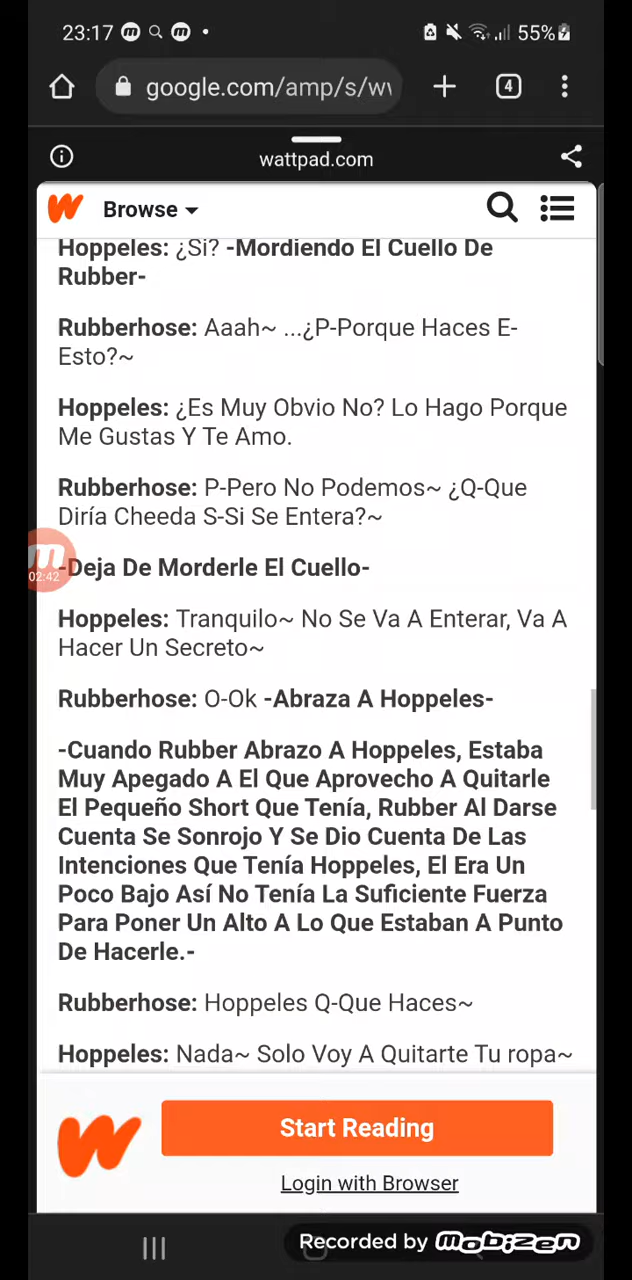 23:17
55%
google.com/amp/s/w
4
wattpad.com
Browse
Hoppeles: ¿Si? -Mordiendo El Cuello De
Rubber-
Rubberhose: Aaah~ ...¿P-Porque Haces E-
Esto?~
Hoppeles: ¿Es Muy Obvio No? Lo Hago Porque
Me Gustas Y Te Amo.
Rubberhose: P-Pero No Podemos~ ¿Q-Que
Diría Cheeda S-Si Se Entera?~
02:42
-Deja De Morderle El Cuello-
Hoppeles: Tranquilo~ No Se Va A Enterar, Va A
Hacer Un Secreto~
Rubberhose: O-Ok -Abraza A Hoppeles-
-Cuando Rubber Abrazo A Hoppeles, Estaba
Muy Apegado A El Que Aprovecho A Quitarle
El Pequeño Short Que Tenía, Rubber Al Darse
Cuenta Se Sonrojo Y Se Dio Cuenta De Las
Intenciones Que Tenía Hoppeles, El Era Un
Poco Bajo Así No Tenía La Suficiente Fuerza
Para Poner Un Alto A Lo Que Estaban A Punto
De Hacerle.-
Rubberhose: Hoppeles Q-Que Haces~
Hoppeles: Nada~ Solo Voy A Quitarte Tu ropa~
Start Reading
Login with Browser
Recorded by mobizen